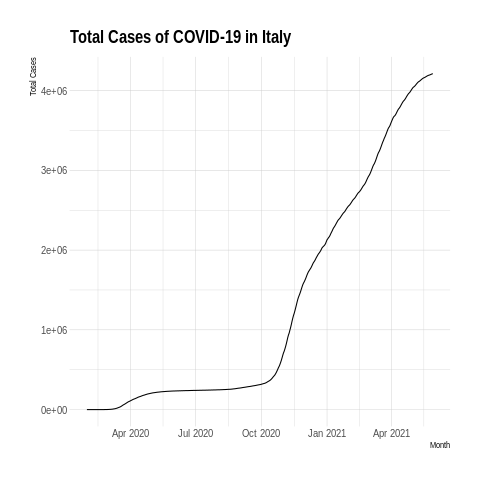 Total Cases of COVID-19 in Italy
Total Cases
4e+06
3e+06
2e+06
1e+06
0e+00
Apr 2020 Jul 2020 Oct 2020 Jan 2021 Apr 2021
Month